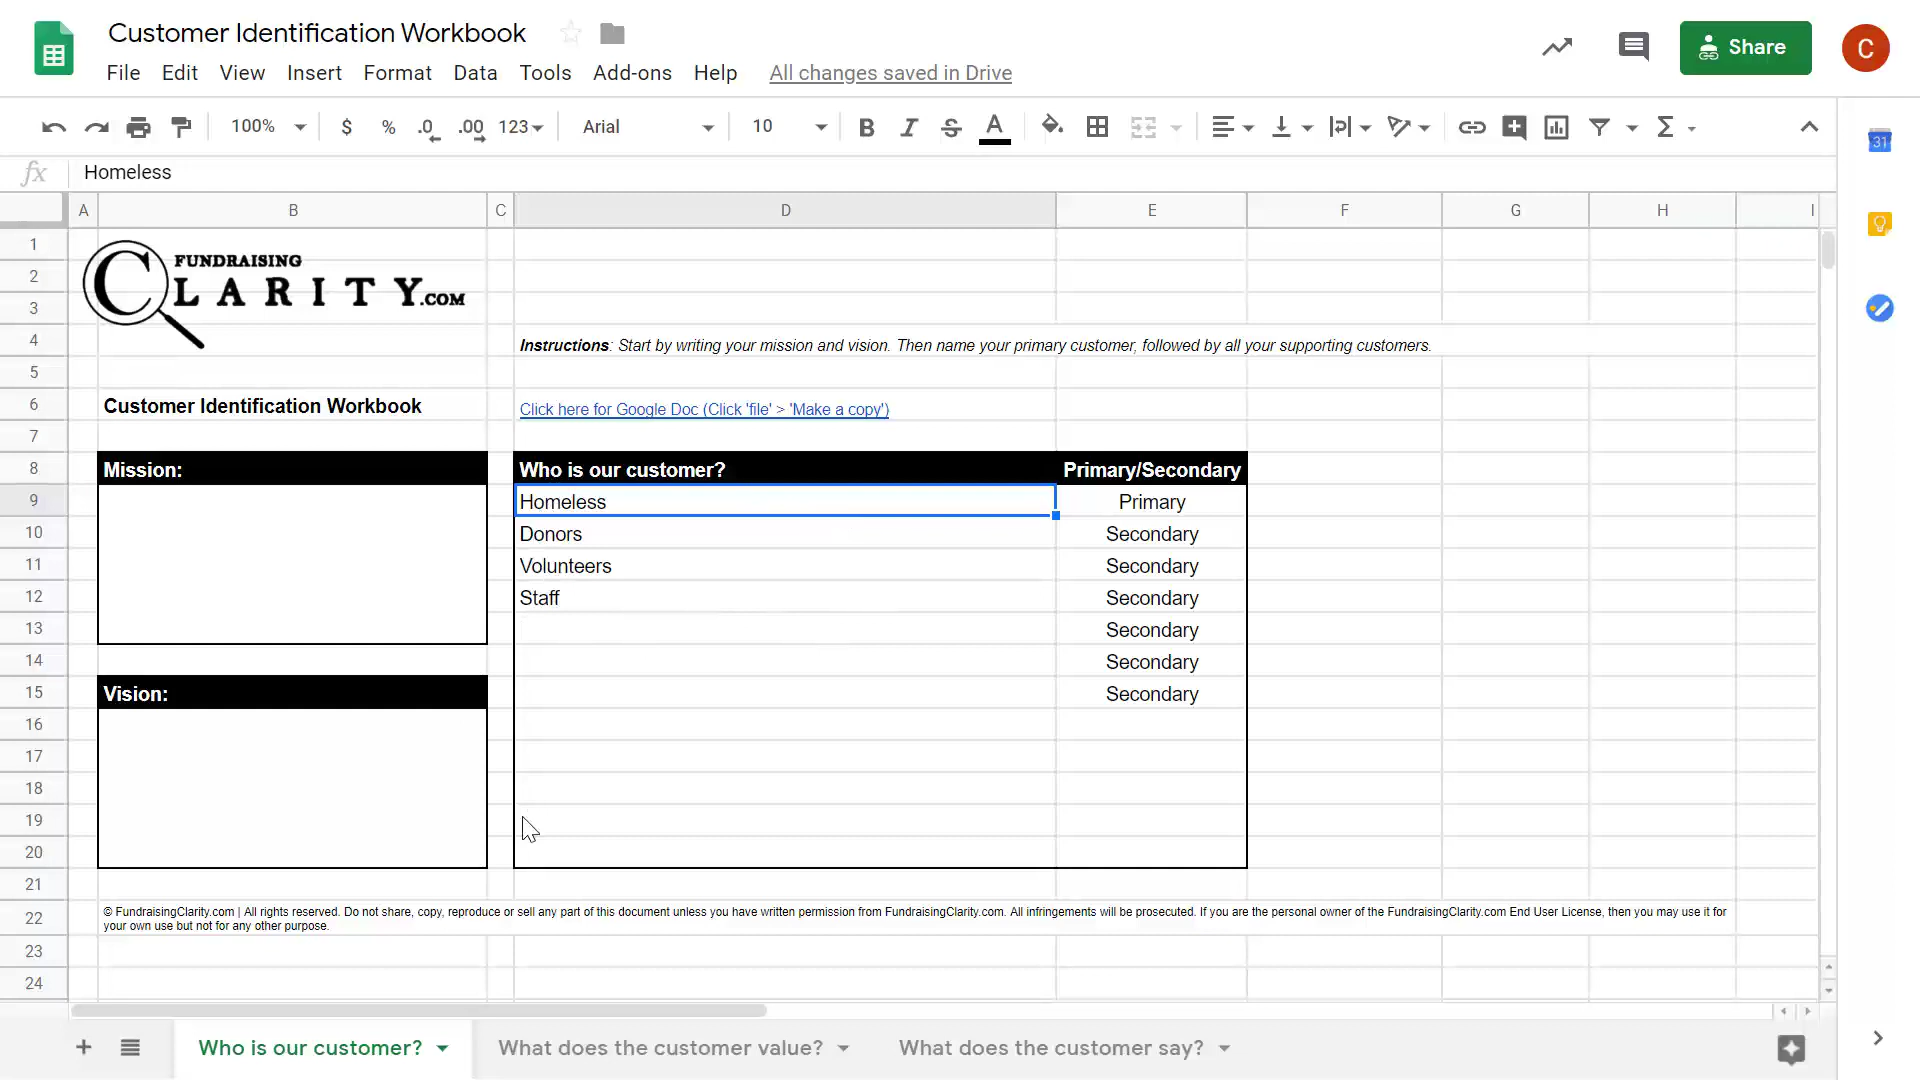 Customer Identification Workbook
File Edit View Insert Format Data Tools Add-ons Help All changes saved in Drive
Share
C
100% $ % .0 .00 123 Arial 10 B I S A Σ
31
fx Homeless
A B C D E F G H I
1
FUNDRAISING
2
CLARITY.COM
3
4 Instructions: Start by writing your mission and vision. Then name your primary customer, followed by all your supporting customers.
5
6 Customer Identification Workbook Click here for Google Doc (Click 'file' > 'Make a copy')
7
8 Mission: Who is our customer? Primary/Secondary
9 Homeless Primary
10 Donors Secondary
11 Volunteers Secondary
12 Staff Secondary
13 Secondary
14 Secondary
15 Vision: Secondary
16
17
18
19
20
21
22 © FundraisingClarity.com | All rights reserved. Do not share, copy, reproduce or sell any part of this document unless you have written permission from FundraisingClarity.com. All infringements will be prosecuted. If you are the personal owner of the FundraisingClarity.com End User License, then you may use it for
your own use but not for any other purpose.
23
24
Who is our customer? What does the customer value? What does the customer say?